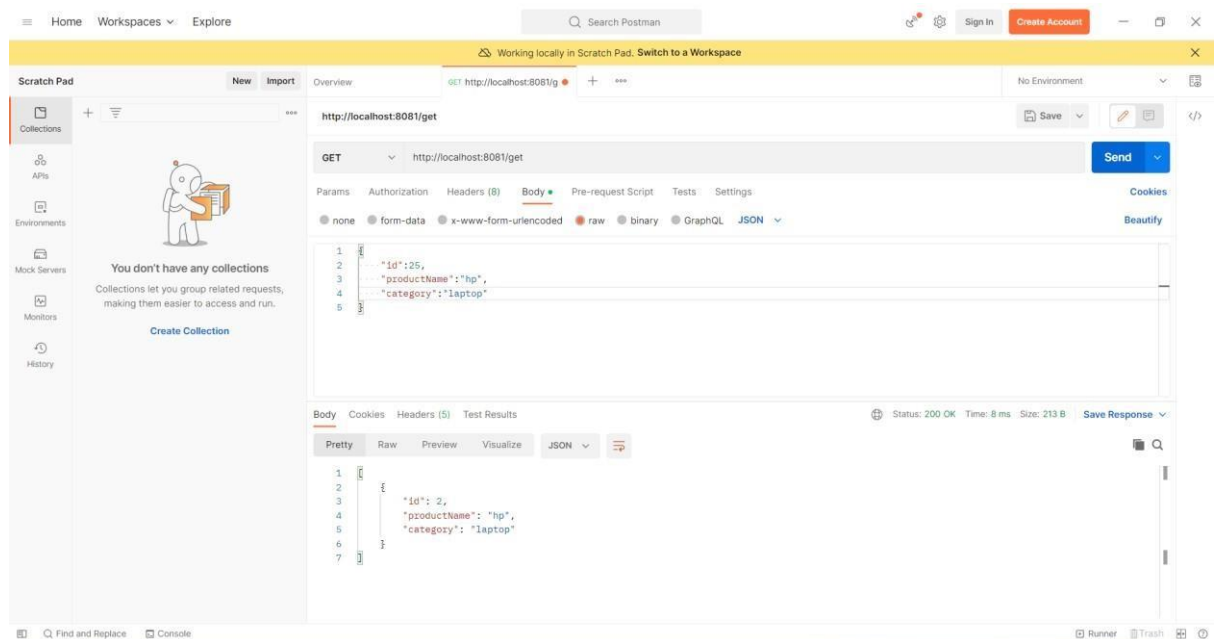 Home Workspaces Explore Search Postman Sign In Create Account
Working locally in Scratch Pad. Switch to a Workspace
Scratch Pad New Import Overview GET http://localhost:8081/g No Environment
Collections
APIs
Environments
Mock Servers
Monitors
History
You don't have any collections
Collections let you group related requests,
making them easier to access and run.
Create Collection
http://localhost:8081/get Save
GET http://localhost:8081/get Send
Params Authorization Headers (8) Body Pre-request Script Tests Settings Cookies
none form-data x-www-form-urlencoded raw binary GraphQL JSON Beautify
1 {
2 "id":25,
3 "productName":"hp",
4 "category":"laptop"
5 }
Body Cookies Headers (5) Test Results Status: 200 OK Time: 8 ms Size: 213 B Save Response
Pretty Raw Preview Visualize JSON
1 [
2 {
3 "id": 2,
4 "productName": "hp",
5 "category": "laptop"
6 }
7 ]
Find and Replace Console Runner Trash